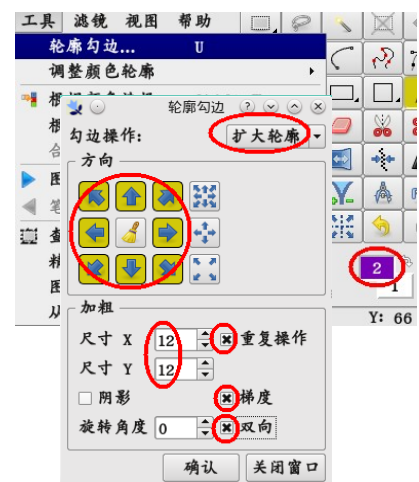 工具 滤镜 视图 帮助
轮廓勾边... U
调整颜色轮廓
轮廓勾边
勾边操作: 扩大轮廓
方向
加粗
尺寸 X 12 重复操作
尺寸 Y 12
阴影 梯度
旋转角度 0 双向
确认 关闭窗口
2
1
Y: 66